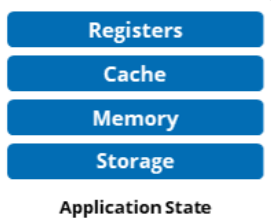 Registers
Cache
Memory
Storage
Application State